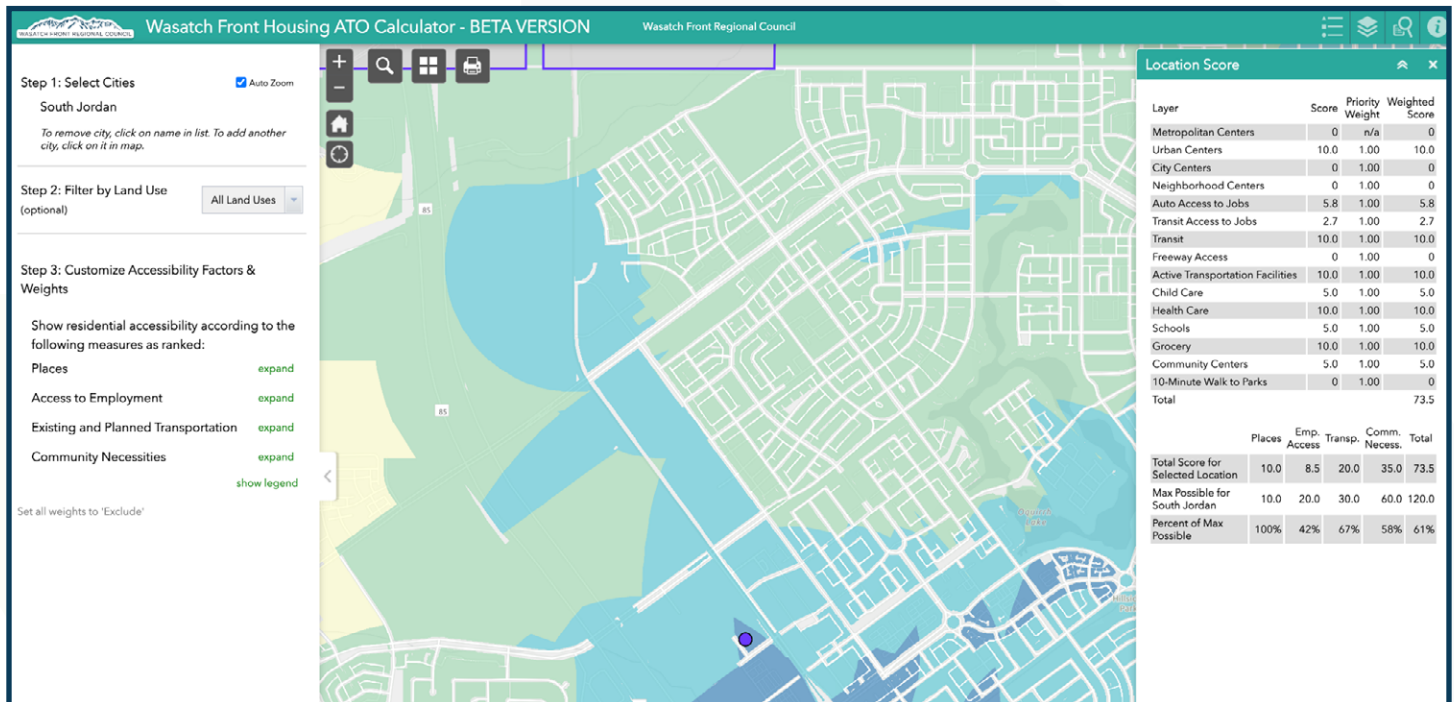 WASATCH FRONT REGIONAL COUNCIL
Wasatch Front Housing ATO Calculator - BETA VERSION
Wasatch Front Regional Council
Step 1: Select Cities
Auto Zoom
South Jordan
To remove city, click on name in list. To add another
city, click on it in map.
Step 2: Filter by Land Use
(optional)
All Land Uses
Step 3: Customize Accessibility Factors &
Weights
Show residential accessibility according to the
following measures as ranked:
Places expand
Access to Employment expand
Existing and Planned Transportation expand
Community Necessities expand
show legend
Set all weights to 'Exclude'
+
−
85
85
Location Score
Layer Score Priority Weight Weighted Score
Metropolitan Centers 0 n/a 0
Urban Centers 10.0 1.00 10.0
City Centers 0 1.00 0
Neighborhood Centers 0 1.00 0
Auto Access to Jobs 5.8 1.00 5.8
Transit Access to Jobs 2.7 1.00 2.7
Transit 10.0 1.00 10.0
Freeway Access 0 1.00 0
Active Transportation Facilities 10.0 1.00 10.0
Child Care 5.0 1.00 5.0
Health Care 10.0 1.00 10.0
Schools 5.0 1.00 5.0
Grocery 10.0 1.00 10.0
Community Centers 5.0 1.00 5.0
10-Minute Walk to Parks 0 1.00 0
Total 73.5
Places Emp. Access Transp. Comm. Necess. Total
Total Score for Selected Location 10.0 8.5 20.0 35.0 73.5
Max Possible for South Jordan 10.0 20.0 30.0 60.0 120.0
Percent of Max Possible 100% 42% 67% 58% 61%